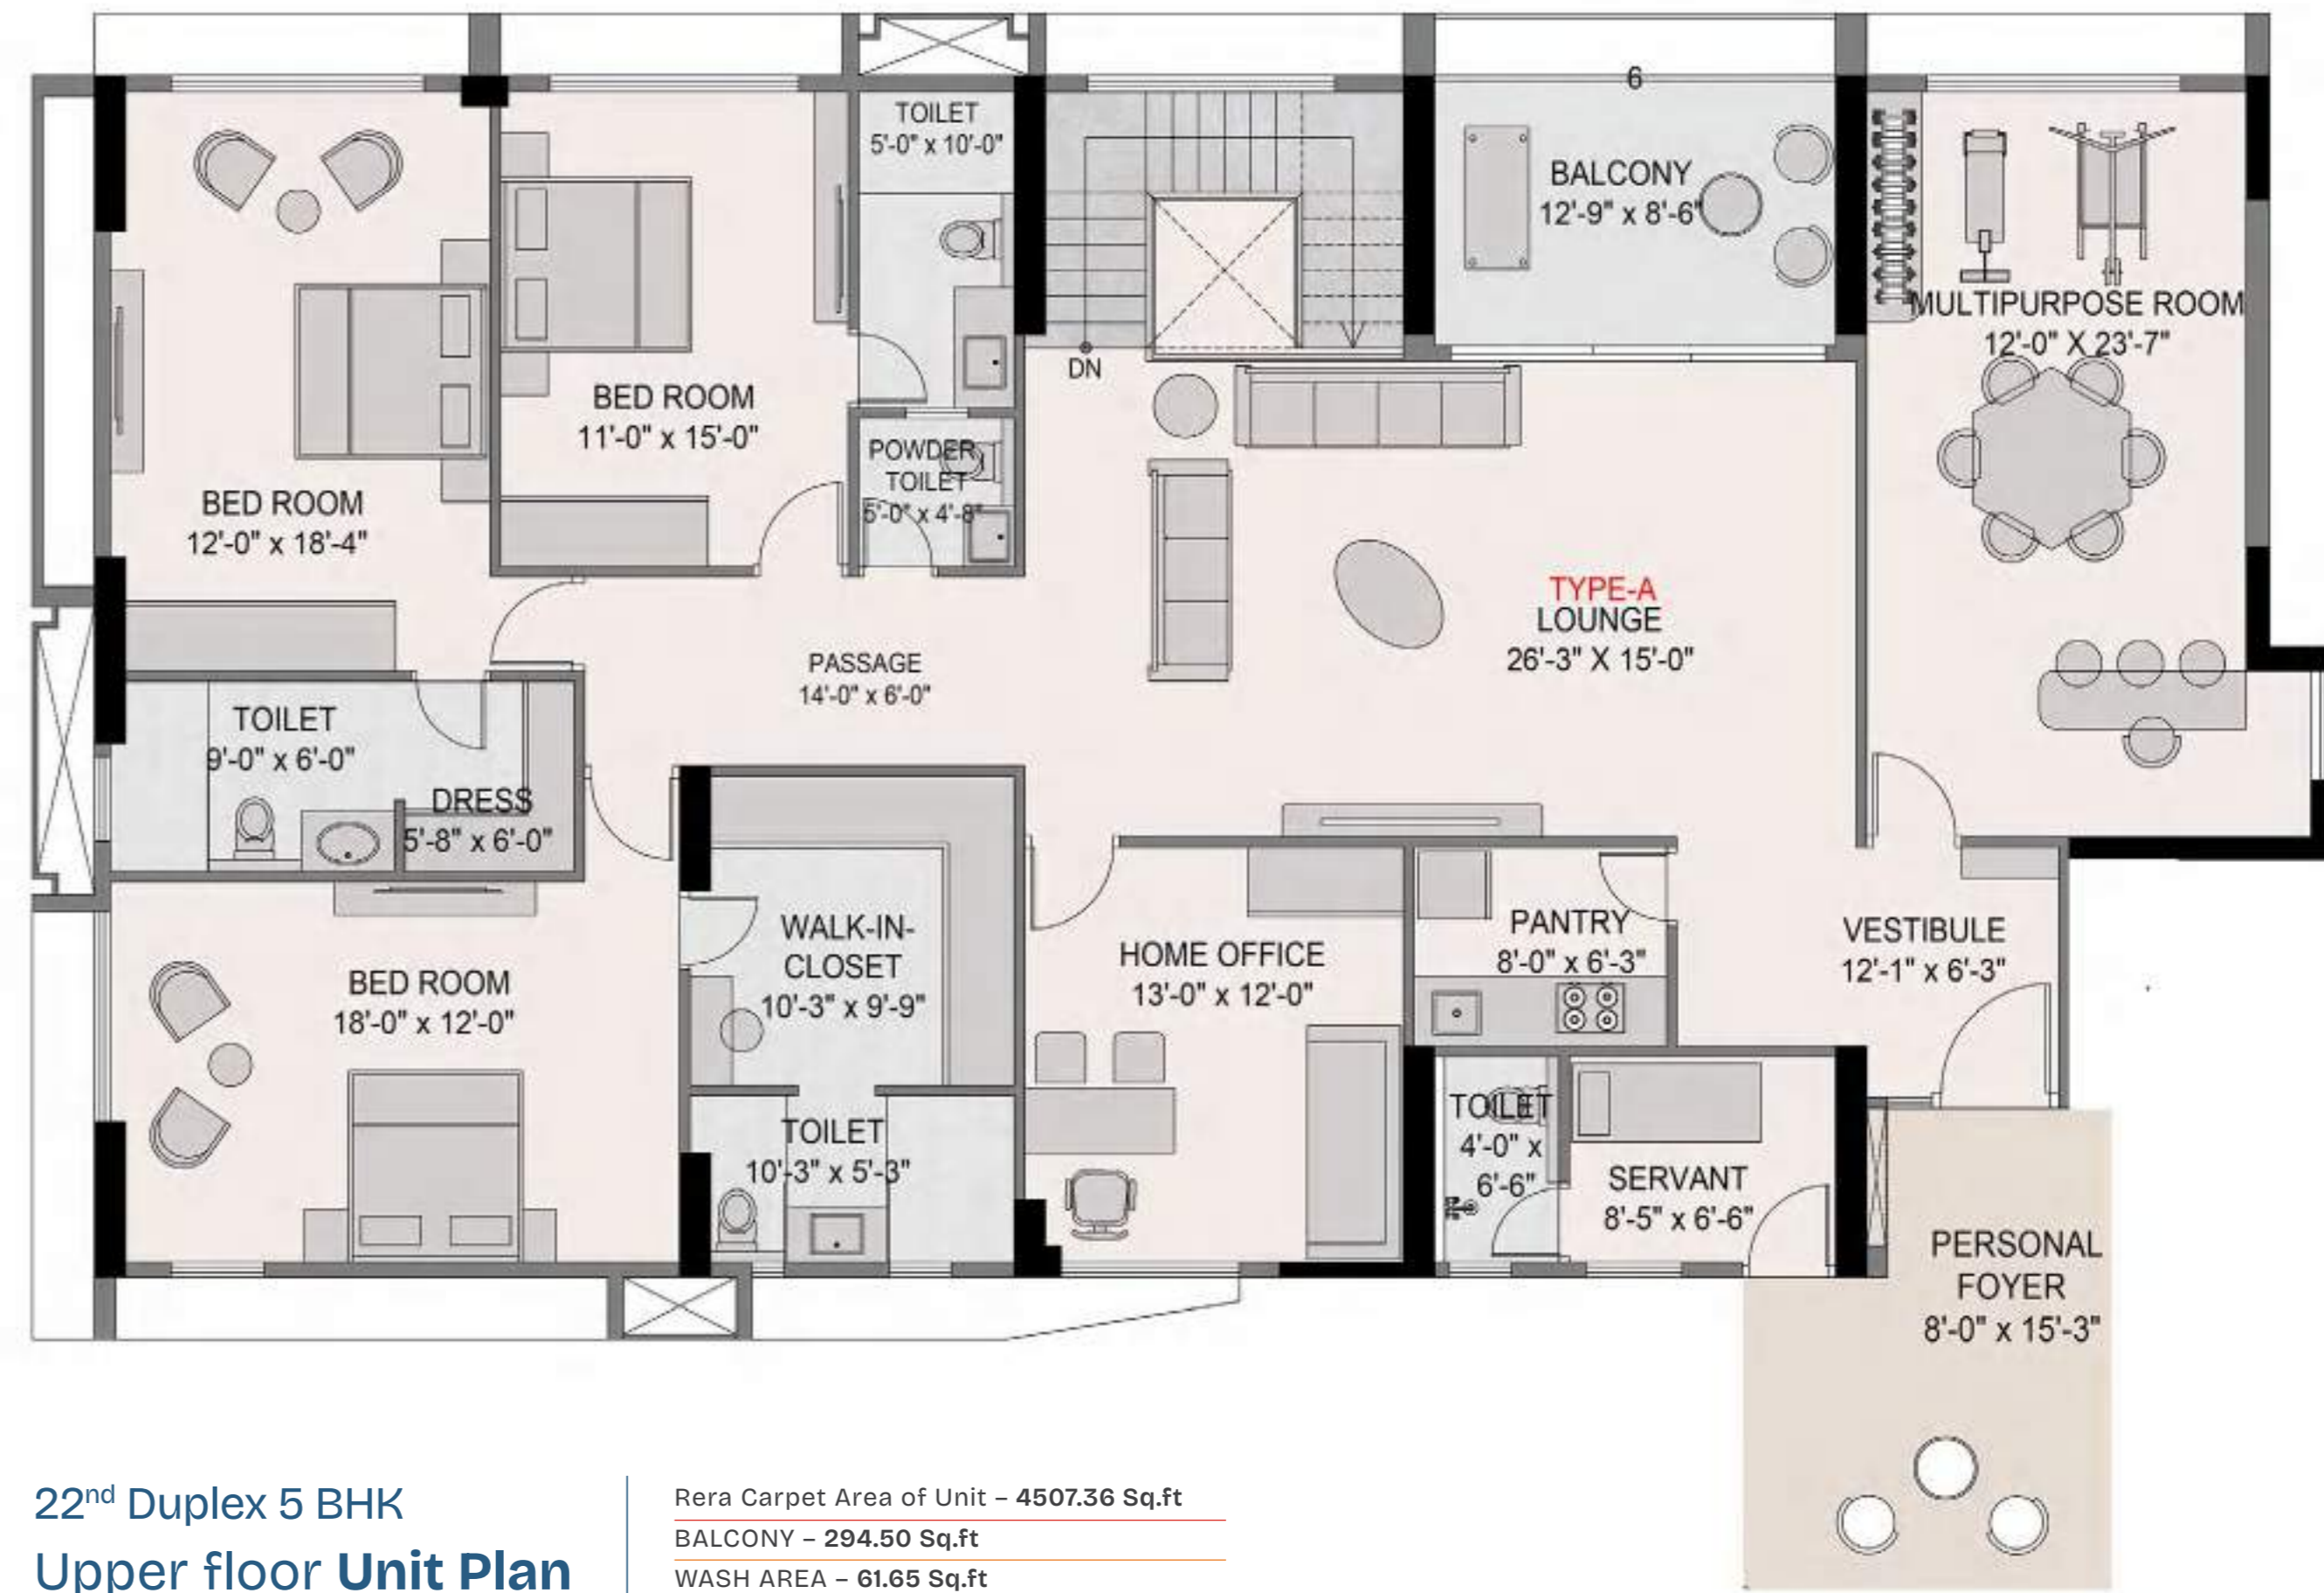 6
TOILET
5'-0" x 10'-0"
BALCONY
12'-9" x 8'-6"
MULTIPURPOSE ROOM
12'-0" X 23'-7"
DN
BED ROOM
11'-0" x 15'-0"
POWDER
TOILET
5'-0" x 4'-8"
BED ROOM
12'-0" x 18'-4"
TYPE-A
LOUNGE
26'-3" X 15'-0"
PASSAGE
14'-0" x 6'-0"
TOILET
9'-0" x 6'-0"
DRESS
5'-8" x 6'-0"
WALK-IN-
CLOSET
10'-3" x 9'-9"
HOME OFFICE
13'-0" x 12'-0"
PANTRY
8'-0" x 6'-3"
VESTIBULE
12'-1" x 6'-3"
BED ROOM
18'-0" x 12'-0"
TOILET
10'-3" x 5'-3"
TOILET
4'-0" x
6'-6"
SERVANT
8'-5" x 6'-6"
PERSONAL
FOYER
8'-0" x 15'-3"
22nd Duplex 5 BHK
Upper floor Unit Plan
Rera Carpet Area of Unit – 4507.36 Sq.ft
BALCONY – 294.50 Sq.ft
WASH AREA – 61.65 Sq.ft